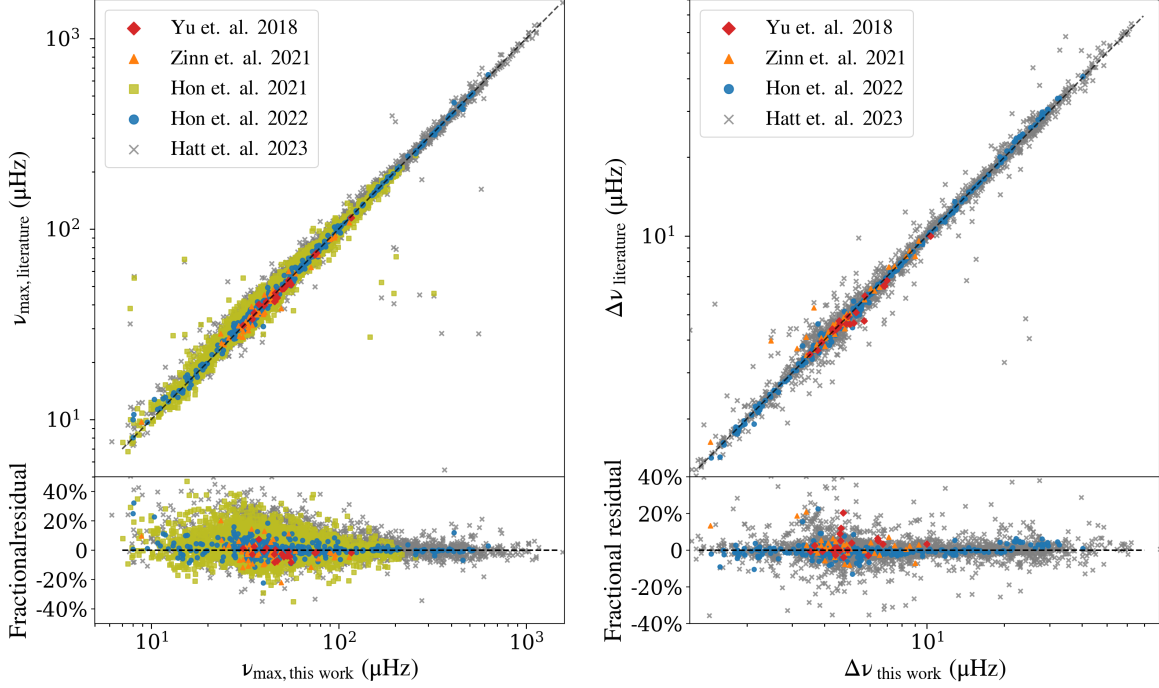 Yu et. al. 2018
Zinn et. al. 2021
Hon et. al. 2021
Hon et. al. 2022
Hatt et. al. 2023
10³
10²
10¹
ν_max, literature (μHz)
40%
20%
0
-20%
-40%
Fractionalresidual
10¹ 10² 10³
ν_max, this work (μHz)
Yu et. al. 2018
Zinn et. al. 2021
Hon et. al. 2022
Hatt et. al. 2023
10¹
Δν literature (μHz)
40%
20%
0
-20%
-40%
Fractional residual
10¹
Δν this work (μHz)